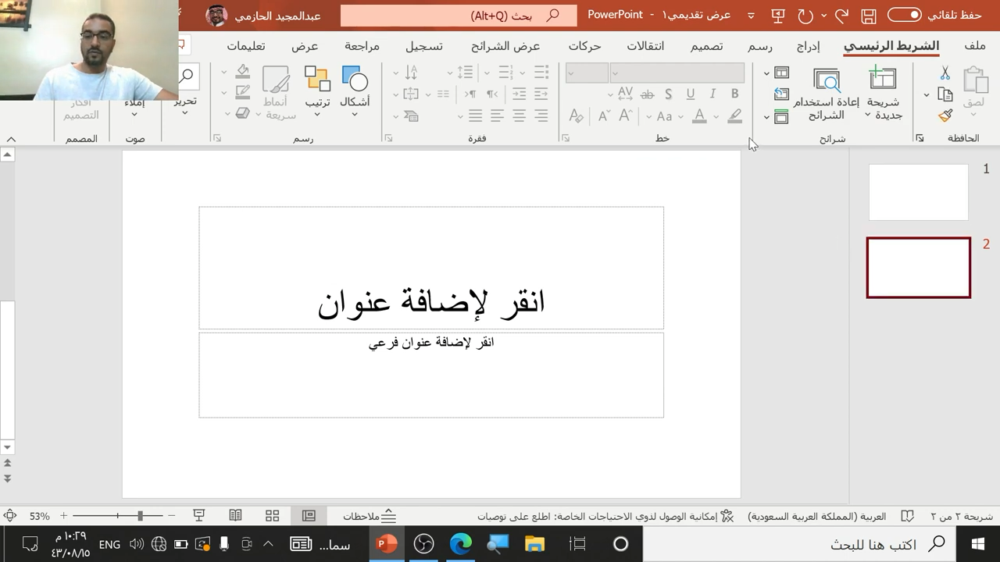 حفظ تلقائي
عرض تقديمي١ - PowerPoint
بحث (Alt+Q)
عبدالمجيد الحازمي
ملف
الشريط الرئيسي
إدراج
رسم
تصميم
انتقالات
حركات
عرض الشرائح
تسجيل
مراجعة
عرض
تعليمات
لصق
الحافظة
شريحة جديدة
إعادة استخدام الشرائح
شرائح
B I U S ab AV
Aa A A A
خط
فقرة
أشكال
ترتيب
أنماط سريعة
رسم
تحرير
إملاء
صوت
أفكار التصميم
المصمم
1
2
انقر لإضافة عنوان
انقر لإضافة عنوان فرعي
شريحة ٢ من ٢
العربية (المملكة العربية السعودية)
إمكانية الوصول لذوي الاحتياجات الخاصة: اطلع على توصيات
ملاحظات
53%
اكتب هنا للبحث
سما...
ENG
١٠:٢٩ م
٤٣/٠٨/١٥